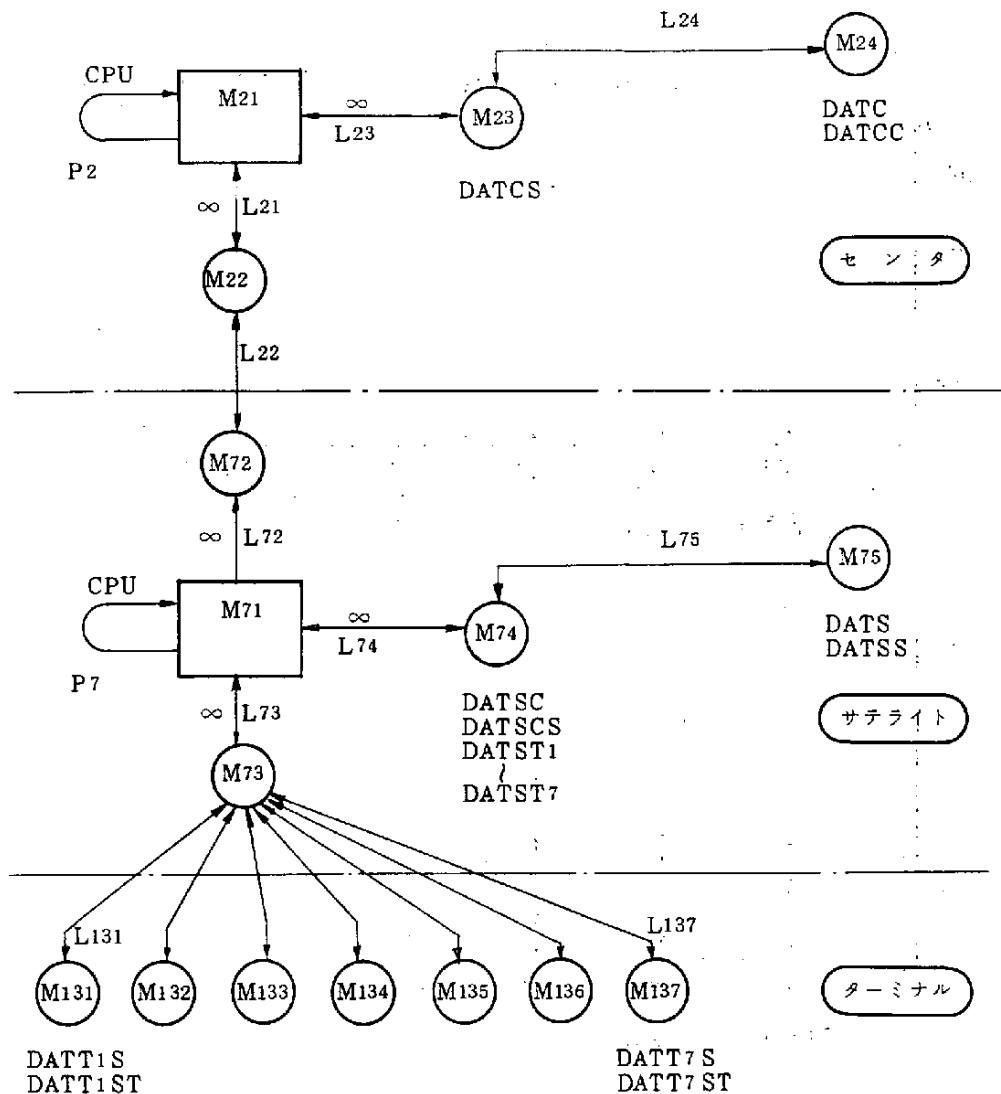 L24
M24
CPU
M21
∞
M23
L23
DATC
DATCC
P2
DATCS
∞ L21
センタ
M22
L22
M72
∞ L72
L75
M75
CPU
M71
∞
M74
L74
DATS
DATSS
P7
∞ L73
DATSC
DATSCS
DATST1
~
DATST7
サテライト
M73
L131
L137
M131 M132 M133 M134 M135 M136 M137
ターミナル
DATT1S
DATT1ST
DATT7S
DATT7ST